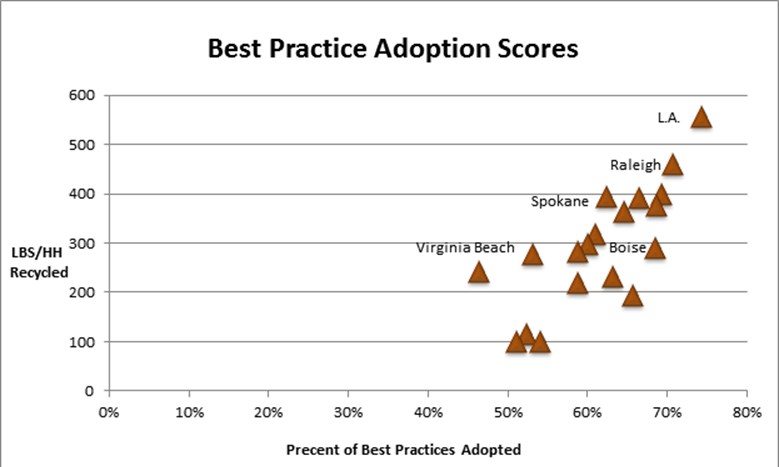 Best Practice Adoption Scores
600
500
400
300
200
100
0
LBS/HH
Recycled
L.A.
Raleigh
Spokane
Virginia Beach
Boise
0%
10%
20%
30%
40%
50%
60%
70%
80%
Precent of Best Practices Adopted